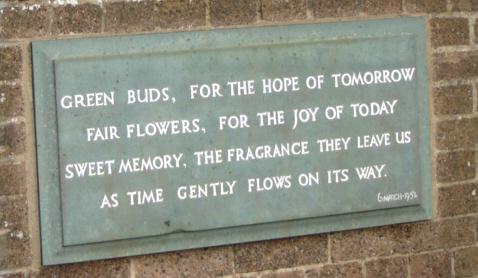 GREEN BUDS, FOR THE HOPE OF TOMORROW
FAIR FLOWERS, FOR THE JOY OF TODAY
SWEET MEMORY, THE FRAGRANCE THEY LEAVE US
AS TIME GENTLY FLOWS ON ITS WAY.